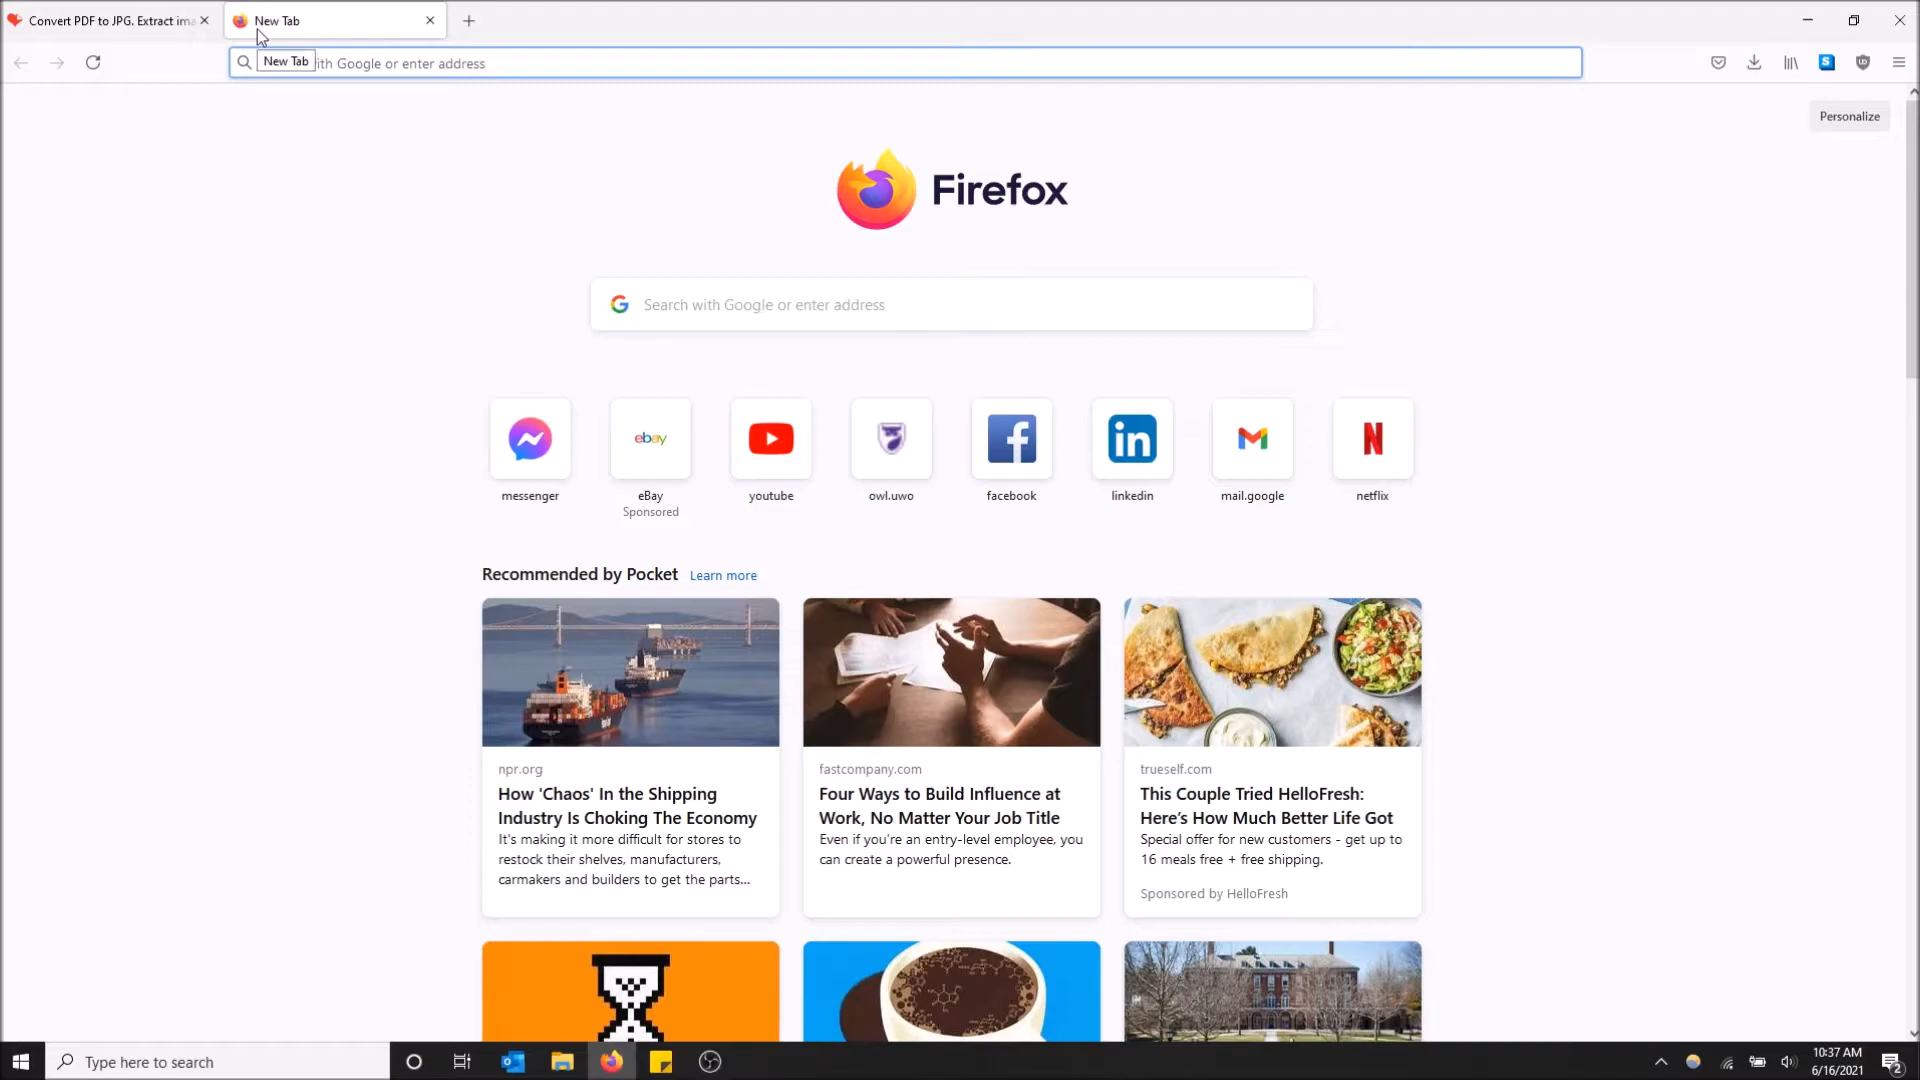 Convert PDF to JPG. Extract ima
New Tab
New Tab
ith Google or enter address
Personalize
Firefox
Search with Google or enter address
ebay
in
messenger
eBay
Sponsored
youtube
owl.uwo
facebook
linkedin
mail.google
netflix
Recommended by Pocket Learn more
npr.org
How 'Chaos' In the Shipping
Industry Is Choking The Economy
It's making it more difficult for stores to
restock their shelves, manufacturers,
carmakers and builders to get the parts...
fastcompany.com
Four Ways to Build Influence at
Work, No Matter Your Job Title
Even if you're an entry-level employee, you
can create a powerful presence.
trueself.com
This Couple Tried HelloFresh:
Here's How Much Better Life Got
Special offer for new customers - get up to
16 meals free + free shipping.
Sponsored by HelloFresh
Type here to search
10:37 AM
6/16/2021
2